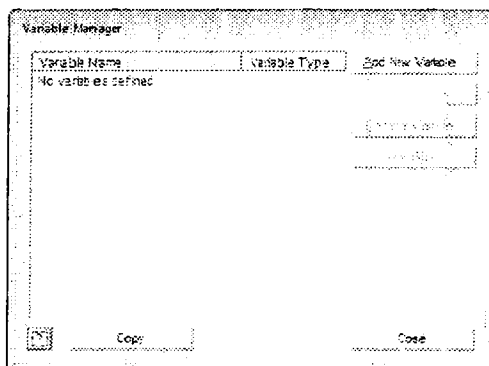 Variable Manager
Variable Name Variable Type Add New Variable
No variables defined
Copy Close